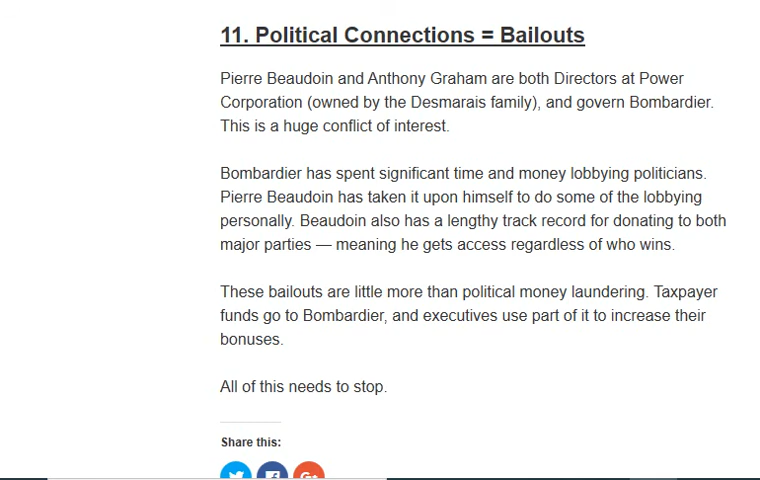 11. Political Connections = Bailouts
Pierre Beaudoin and Anthony Graham are both Directors at Power
Corporation (owned by the Desmarais family), and govern Bombardier.
This is a huge conflict of interest.
Bombardier has spent significant time and money lobbying politicians.
Pierre Beaudoin has taken it upon himself to do some of the lobbying
personally. Beaudoin also has a lengthy track record for donating to both
major parties — meaning he gets access regardless of who wins.
These bailouts are little more than political money laundering. Taxpayer
funds go to Bombardier, and executives use part of it to increase their
bonuses.
All of this needs to stop.
Share this:
G+